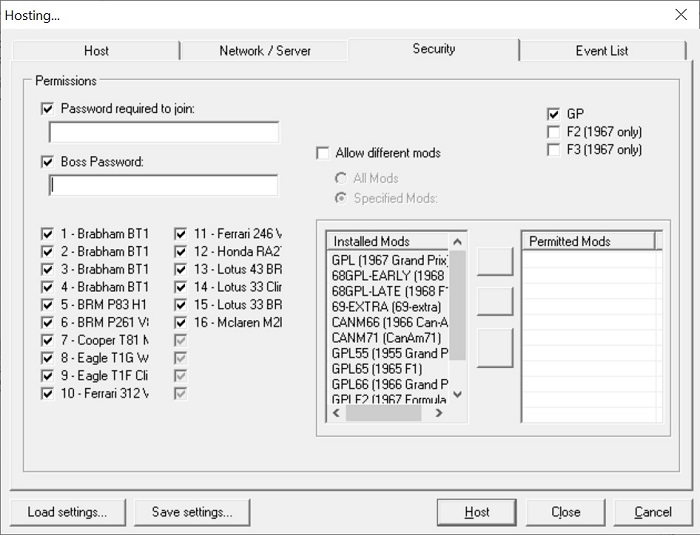 Hosting...
Host
Network / Server
Security
Event List
Permissions
Password required to join:
Boss Password:
GP
F2 (1967 only)
F3 (1967 only)
Allow different mods
All Mods
Specified Mods:
1 - Brabham BT1
2 - Brabham BT1
3 - Brabham BT1
4 - Brabham BT1
5 - BRM P83 H1
6 - BRM P261 V8
7 - Cooper T81 M
8 - Eagle T1G W
9 - Eagle T1F Cli
10 - Ferrari 312 V
11 - Ferrari 246 V
12 - Honda RA27
13 - Lotus 43 BR
14 - Lotus 33 Clin
15 - Lotus 33 BR
16 - Mclaren M2B
Installed Mods
GPL (1967 Grand Prix)
68GPL-EARLY (1968
68GPL-LATE (1968 F1
69-EXTRA (69-extra)
CANM66 (1966 Can-A
CANM71 (CanAm71)
GPL55 (1955 Grand P
GPL65 (1965 F1)
GPL66 (1966 Grand P
GPLF2 (1967 Formula
Permitted Mods
Load settings...
Save settings...
Host
Close
Cancel